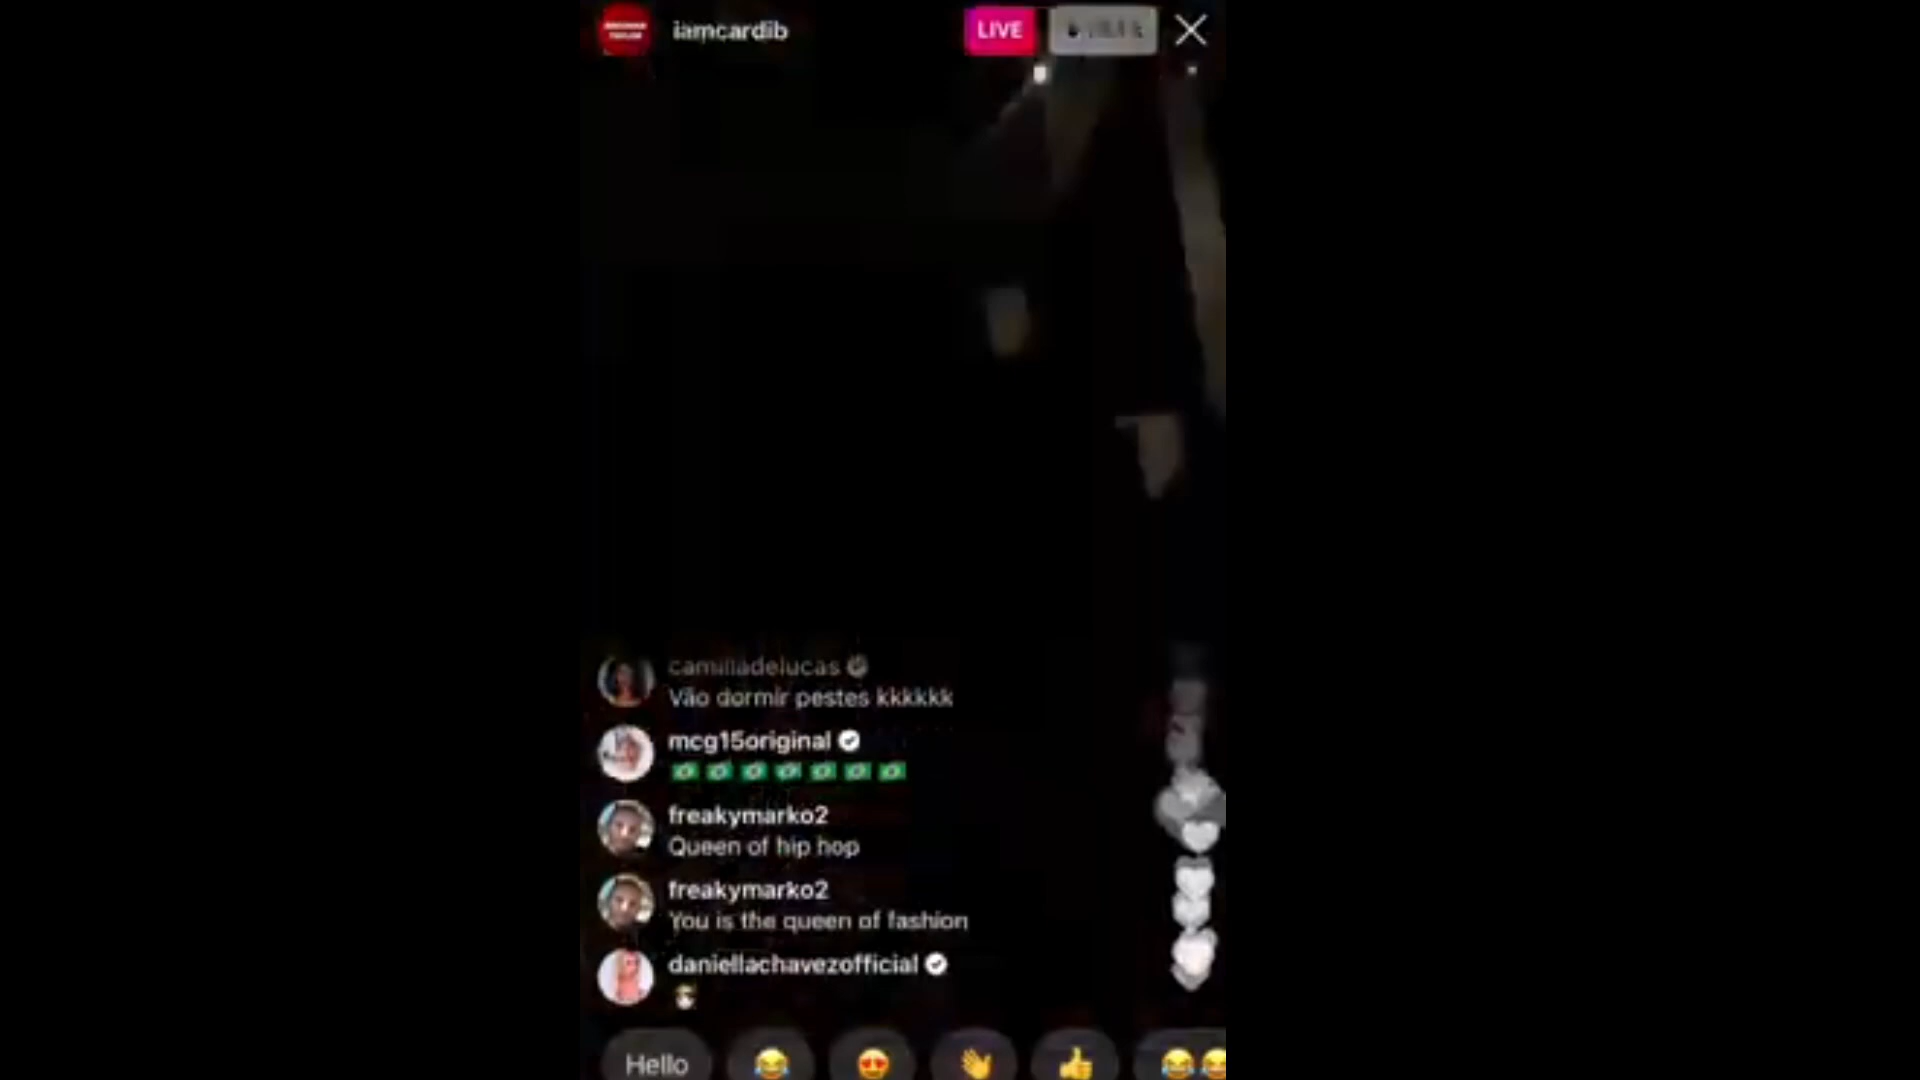 iamcardib
LIVE
camilladelucas
Vão dormir pestes kkkkkk
mcg15original
freakymarko2
Queen of hip hop
freakymarko2
You is the queen of fashion
daniellachavezofficial
Hello